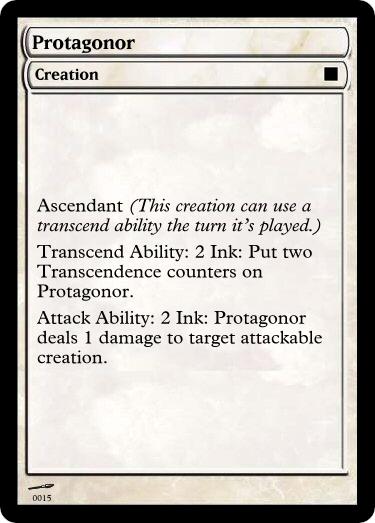 Protagonor
Creation
Ascendant (This creation can use a
transcend ability the turn it's played.)
Transcend Ability: 2 Ink: Put two
Transcendence counters on
Protagonor.
Attack Ability: 2 Ink: Protagonor
deals 1 damage to target attackable
creation.
0015